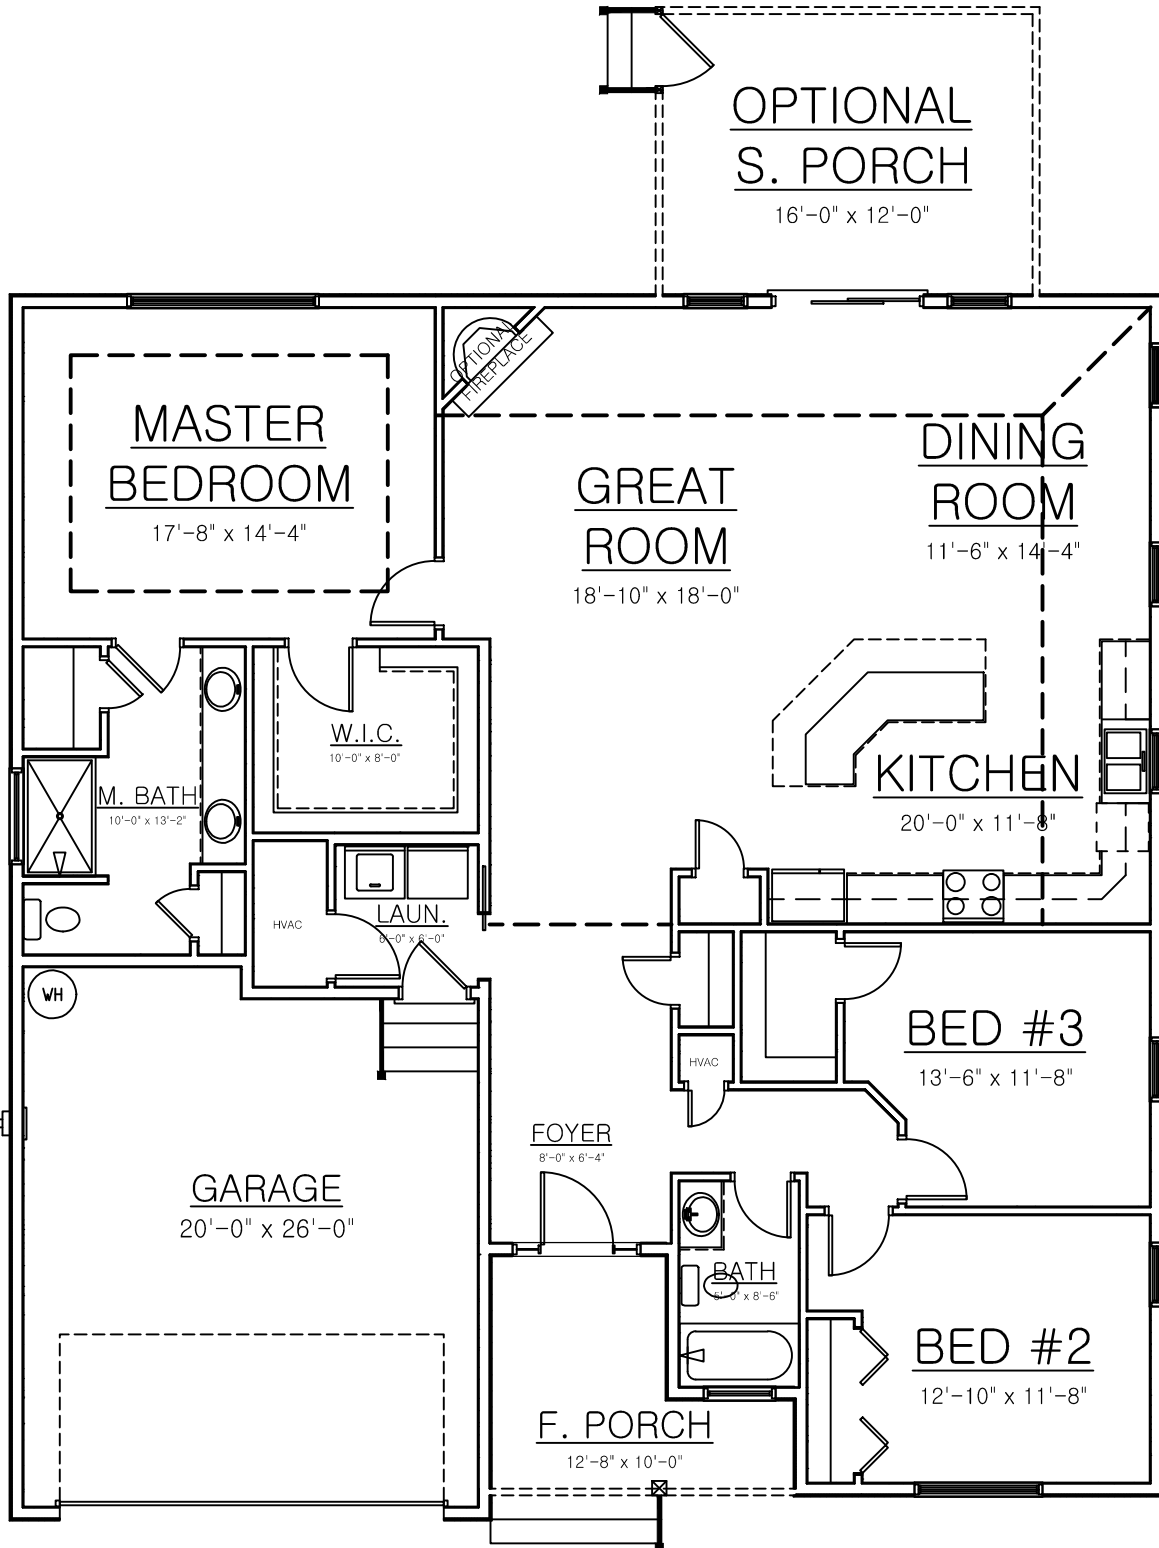 OPTIONAL
S. PORCH
16'-0" x 12'-0"
OPTIONAL
FIREPLACE
MASTER
BEDROOM
17'-8" x 14'-4"
GREAT
ROOM
18'-10" x 18'-0"
DINING
ROOM
11'-6" x 14'-4"
W.I.C.
10'-0" x 8'-0"
M. BATH
10'-0" x 13'-2"
KITCHEN
20'-0" x 11'-8"
HVAC
LAUN.
6'-0" x 6'-0"
WH
HVAC
BED #3
13'-6" x 11'-8"
FOYER
8'-0" x 6'-4"
GARAGE
20'-0" x 26'-0"
BATH
5'-0" x 8'-6"
BED #2
12'-10" x 11'-8"
F. PORCH
12'-8" x 10'-0"